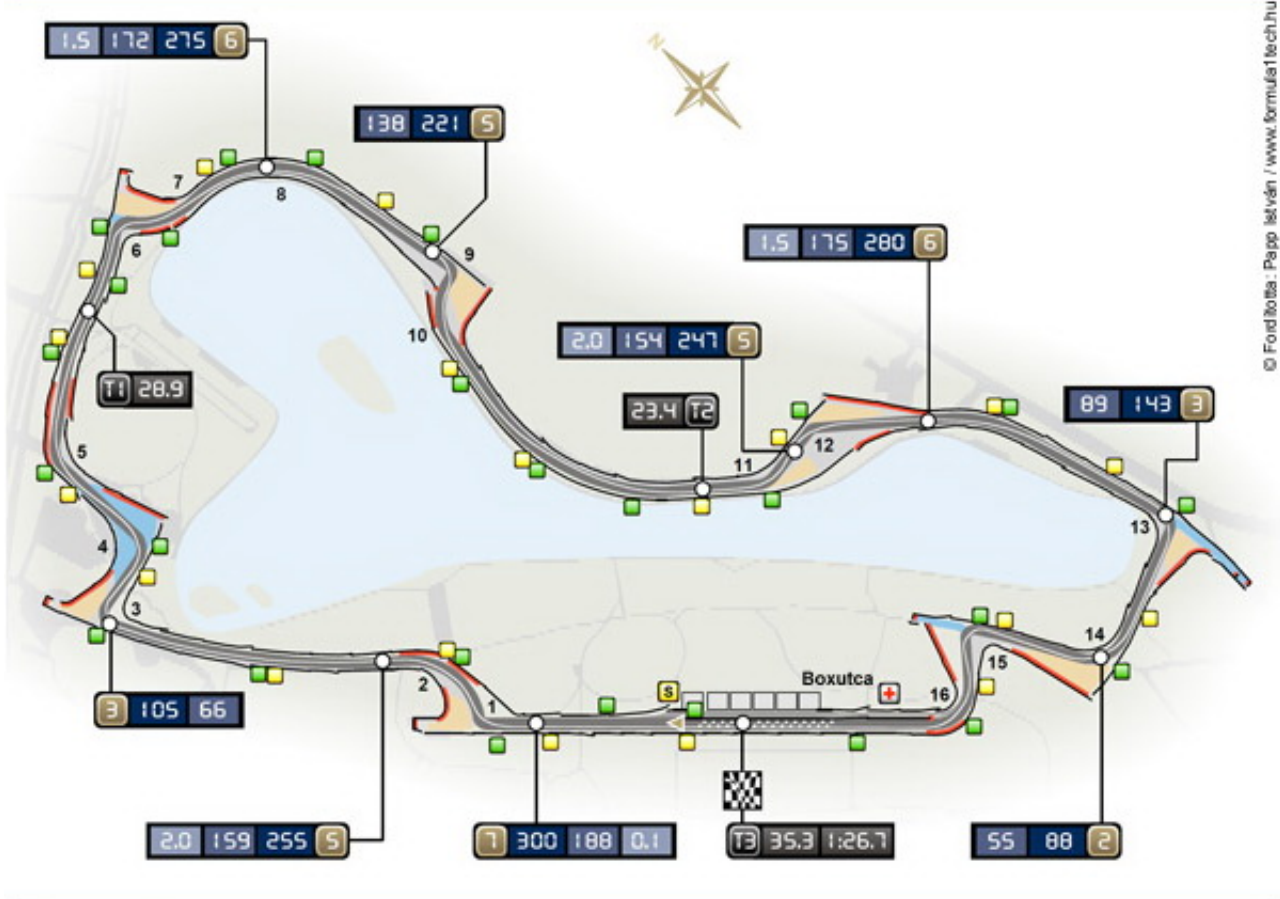 1.5 172 275 6
N
138 221 5
7
8
6
9
10
1.5 175 280 6
2.0 154 247 5
T1 28.9
23.4 T2
89 143 3
5
11
12
13
4
3
14
15
2
Boxutca
S
1
16
3 105 66
2.0 159 255 5
7 300 188 0.1
T3 35.3 1:26.7
55 88 2
© Fordította: Papp István / www.formula1tech.hu